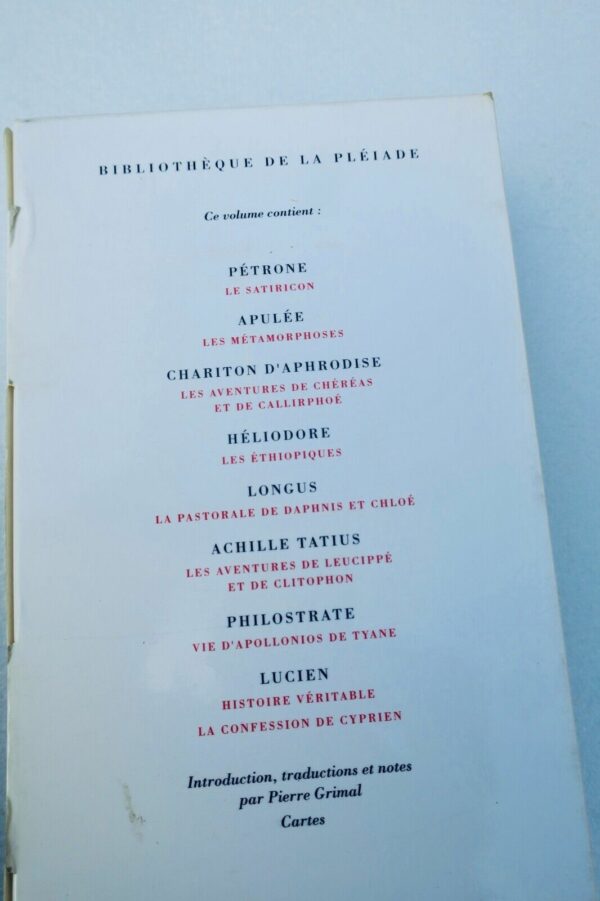 BIBLIOTHÈQUE DE LA PLÉIADE
Ce volume contient :
PÉTRONE
LE SATIRICON
APULÉE
LES MÉTAMORPHOSES
CHARITON D'APHRODISE
LES AVENTURES DE CHÉRÉAS
ET DE CALLIRPHOÉ
HÉLIODORE
LES ÉTHIOPIQUES
LONGUS
LA PASTORALE DE DAPHNIS ET CHLOÉ
ACHILLE TATIUS
LES AVENTURES DE LEUCIPPÉ
ET DE CLITOPHON
PHILOSTRATE
VIE D'APOLLONIOS DE TYANE
LUCIEN
HISTOIRE VÉRITABLE
LA CONFESSION DE CYPRIEN
Introduction, traductions et notes
par Pierre Grimal
Cartes